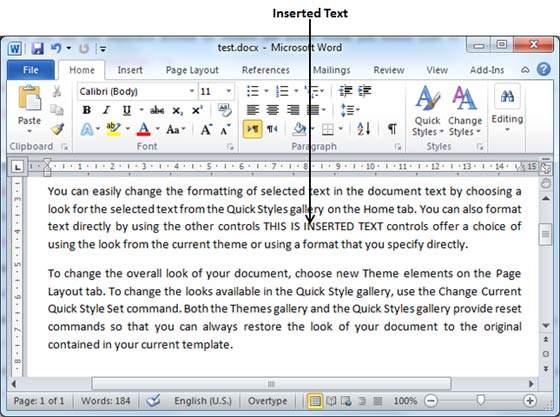 Inserted Text
test.docx - Microsoft Word
File Home Insert Page Layout References Mailings Review View Add-Ins
Paste
Calibri (Body) 11
Quick Styles
Change Styles
Editing
Clipboard Font Paragraph Styles
You can easily change the formatting of selected text in the document text by choosing a
look for the selected text from the Quick Styles gallery on the Home tab. You can also format
text directly by using the other controls THIS IS INSERTED TEXT controls offer a choice of
using the look from the current theme or using a format that you specify directly.
To change the overall look of your document, choose new Theme elements on the Page
Layout tab. To change the looks available in the Quick Style gallery, use the Change Current
Quick Style Set command. Both the Themes gallery and the Quick Styles gallery provide reset
commands so that you can always restore the look of your document to the original
contained in your current template.
Page: 1 of 1 Words: 184 English (U.S.) Overtype 100%